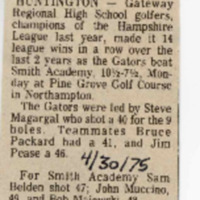 HUNTINGTON — Gateway
Regional High School golfers,
champions of the Hampshire
League last year, made it 14
league wins in a row over the
last 2 years as the Gators beat
Smith Academy, 10½-7½, Mon-
day at Pine Grove Golf Course
in Northampton.
The Gators were led by Steve
Magargal who shot a 40 for the 9
holes. Teammates Bruce
Packard had a 41, and Jim
Pease a 46.
4/30/75
For Smith Academy Sam
Belden shot 47; John Muccino,
49, and Bob